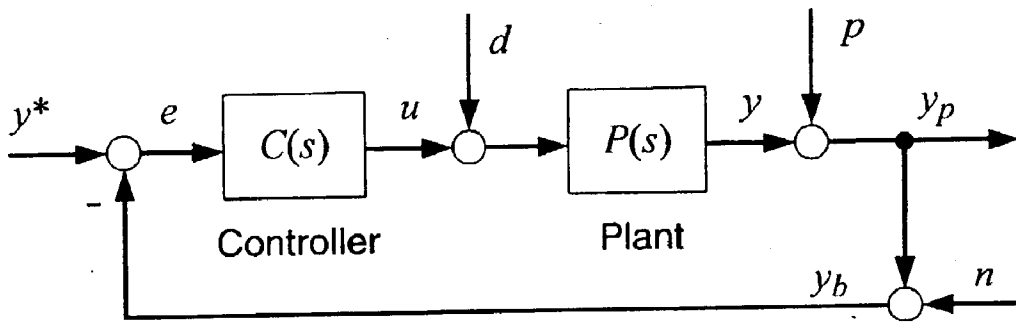 d
p
y*
e
C(s)
u
P(s)
y
y_p
-
Controller
Plant
y_b
n